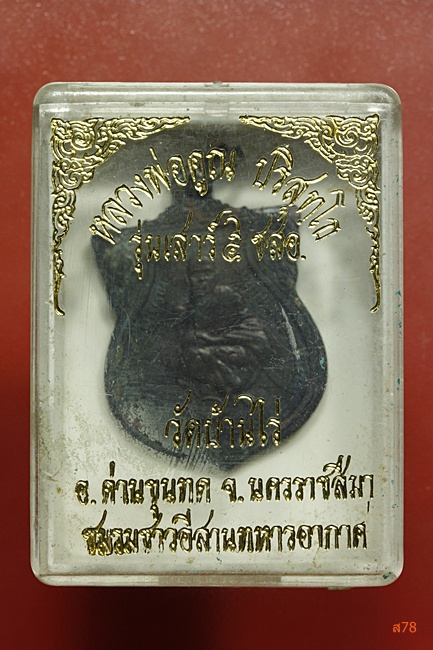 หลวงพ่อคูณ ปริสุทฺโธ
รุ่นเสาร์ ๕ ชสอ.
วัดบ้านไร่
อ.ด่านขุนทด จ.นครราชสีมา
ชมรมชาวอีสานทหารอากาศ
ส78